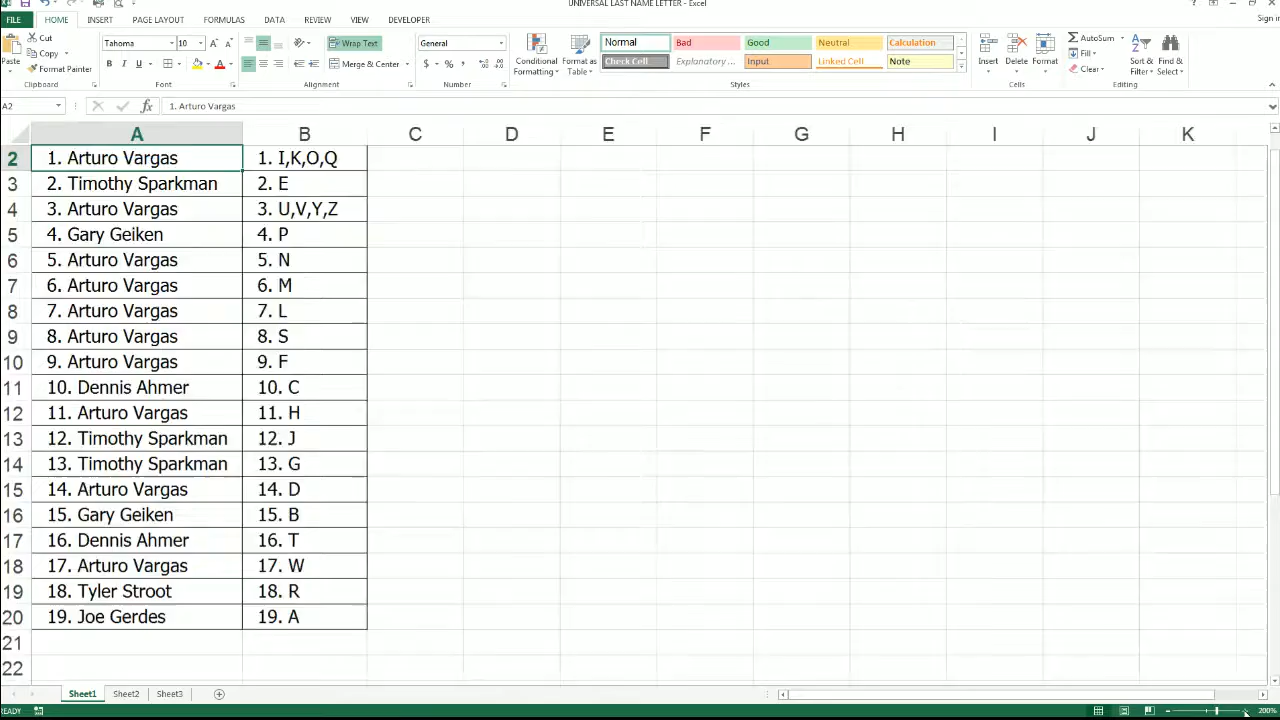 UNIVERSAL LAST NAME LETTER - Excel
FILE HOME INSERT PAGE LAYOUT FORMULAS DATA REVIEW VIEW DEVELOPER Sign in
Cut Tahoma 10 Wrap Text General Normal Bad Good Neutral Calculation AutoSum
Copy
Paste Format Painter Merge & Center Conditional Formatting Format as Table Check Cell Explanatory ... Input Linked Cell Note Insert Delete Format Fill Clear Sort & Filter Find & Select
Clipboard Font Alignment Number Styles Cells Editing
A2 fx 1. Arturo Vargas
A B C D E F G H I J K
2 1. Arturo Vargas 1. I,K,O,Q
3 2. Timothy Sparkman 2. E
4 3. Arturo Vargas 3. U,V,Y,Z
5 4. Gary Geiken 4. P
6 5. Arturo Vargas 5. N
7 6. Arturo Vargas 6. M
8 7. Arturo Vargas 7. L
9 8. Arturo Vargas 8. S
10 9. Arturo Vargas 9. F
11 10. Dennis Ahmer 10. C
12 11. Arturo Vargas 11. H
13 12. Timothy Sparkman 12. J
14 13. Timothy Sparkman 13. G
15 14. Arturo Vargas 14. D
16 15. Gary Geiken 15. B
17 16. Dennis Ahmer 16. T
18 17. Arturo Vargas 17. W
19 18. Tyler Stroot 18. R
20 19. Joe Gerdes 19. A
21
22
Sheet1 Sheet2 Sheet3
READY 200%